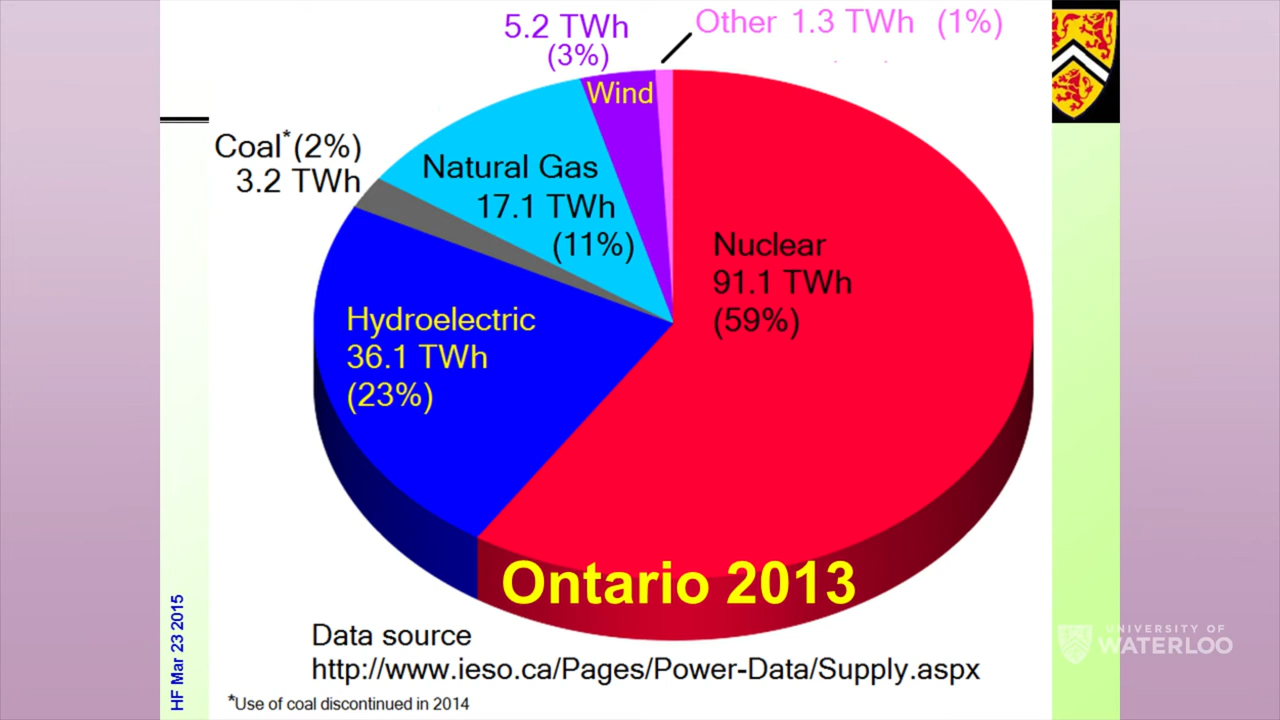 5.2 TWh
(3%)
Other 1.3 TWh (1%)
Wind
Coal*(2%)
3.2 TWh
Natural Gas
17.1 TWh
(11%)
Nuclear
91.1 TWh
(59%)
Hydroelectric
36.1 TWh
(23%)
Ontario 2013
Data source
http://www.ieso.ca/Pages/Power-Data/Supply.aspx
*Use of coal discontinued in 2014
HF Mar 23 2015
UNIVERSITY OF
WATERLOO